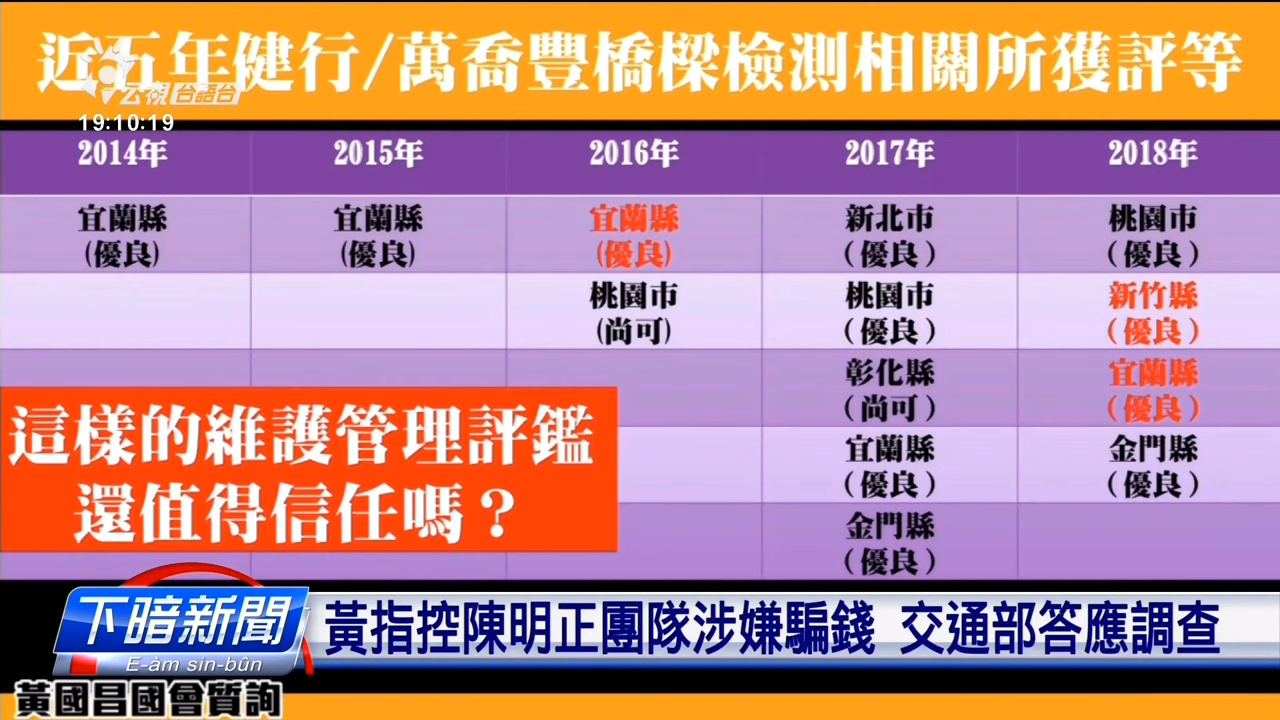 近五年健行/萬喬豐橋樑檢測相關所獲評等
公視台語台
19:10:19
2014年 2015年 2016年 2017年 2018年
宜蘭縣 宜蘭縣 宜蘭縣 新北市 桃園市
(優良) (優良) (優良) (優良) (優良)
桃園市 桃園市 新竹縣
(尚可) (優良) (優良)
彰化縣 宜蘭縣
(尚可) (優良)
宜蘭縣 金門縣
(優良) (優良)
金門縣
(優良)
這樣的維護管理評鑑
還值得信任嗎？
下暗新聞
E-àm sin-bûn
黃指控陳明正團隊涉嫌騙錢 交通部答應調查
黃國昌國會質詢